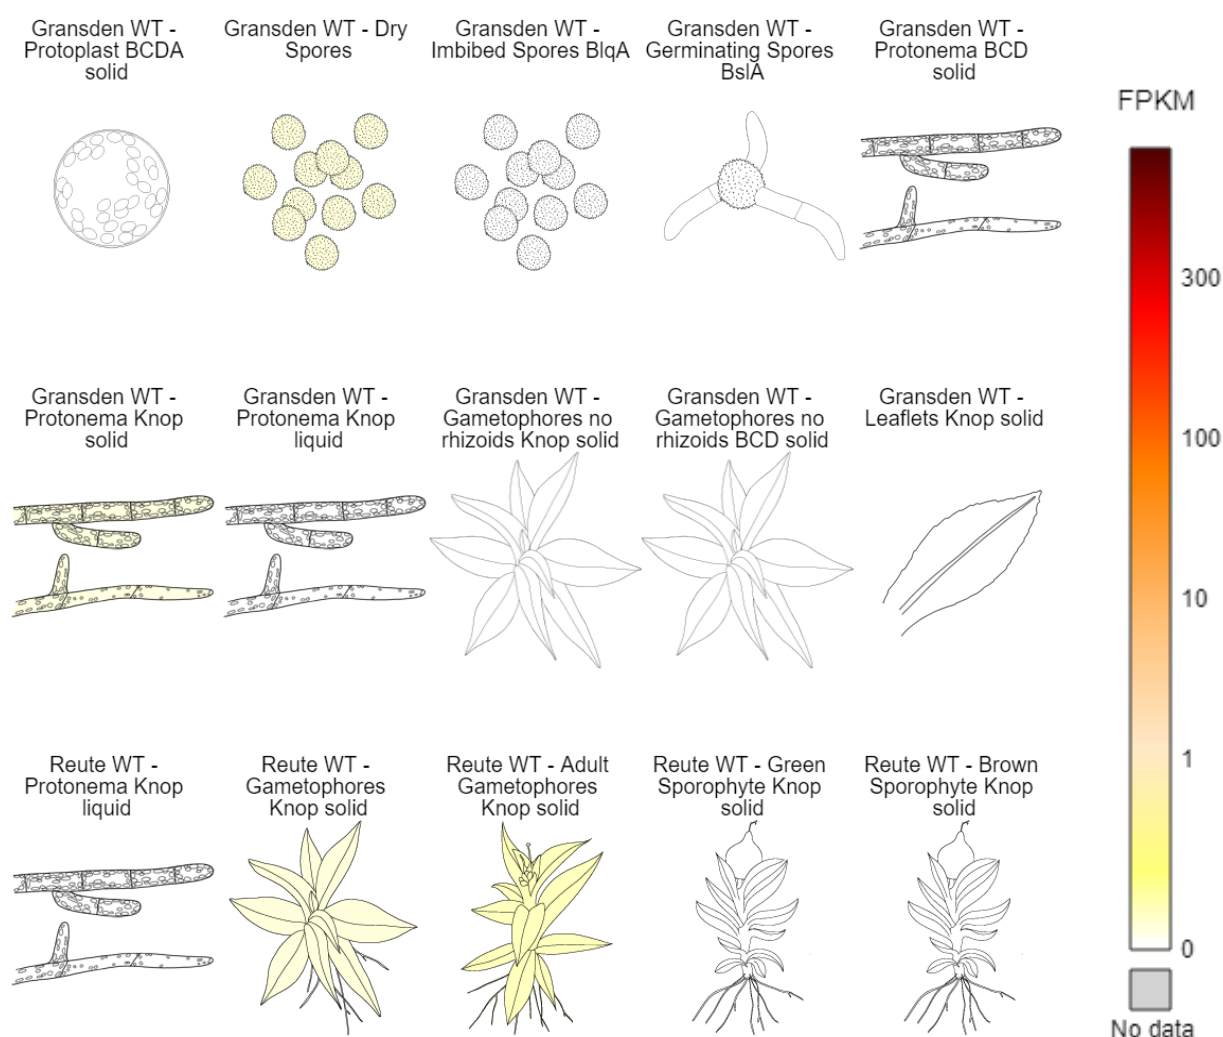 Gransden WT -
Protoplast BCDA
solid
Gransden WT - Dry
Spores
Gransden WT -
Imbibed Spores BlqA
Gransden WT -
Germinating Spores
BslA
Gransden WT -
Protonema BCD
solid
FPKM
300
100
10
1
0
No data
Gransden WT -
Protonema Knop
solid
Gransden WT -
Protonema Knop
liquid
Gransden WT -
Gametophores no
rhizoids Knop solid
Gransden WT -
Gametophores no
rhizoids BCD solid
Gransden WT -
Leaflets Knop solid
Reute WT -
Protonema Knop
liquid
Reute WT -
Gametophores
Knop solid
Reute WT - Adult
Gametophores
Knop solid
Reute WT - Green
Sporophyte Knop
solid
Reute WT - Brown
Sporophyte Knop
solid